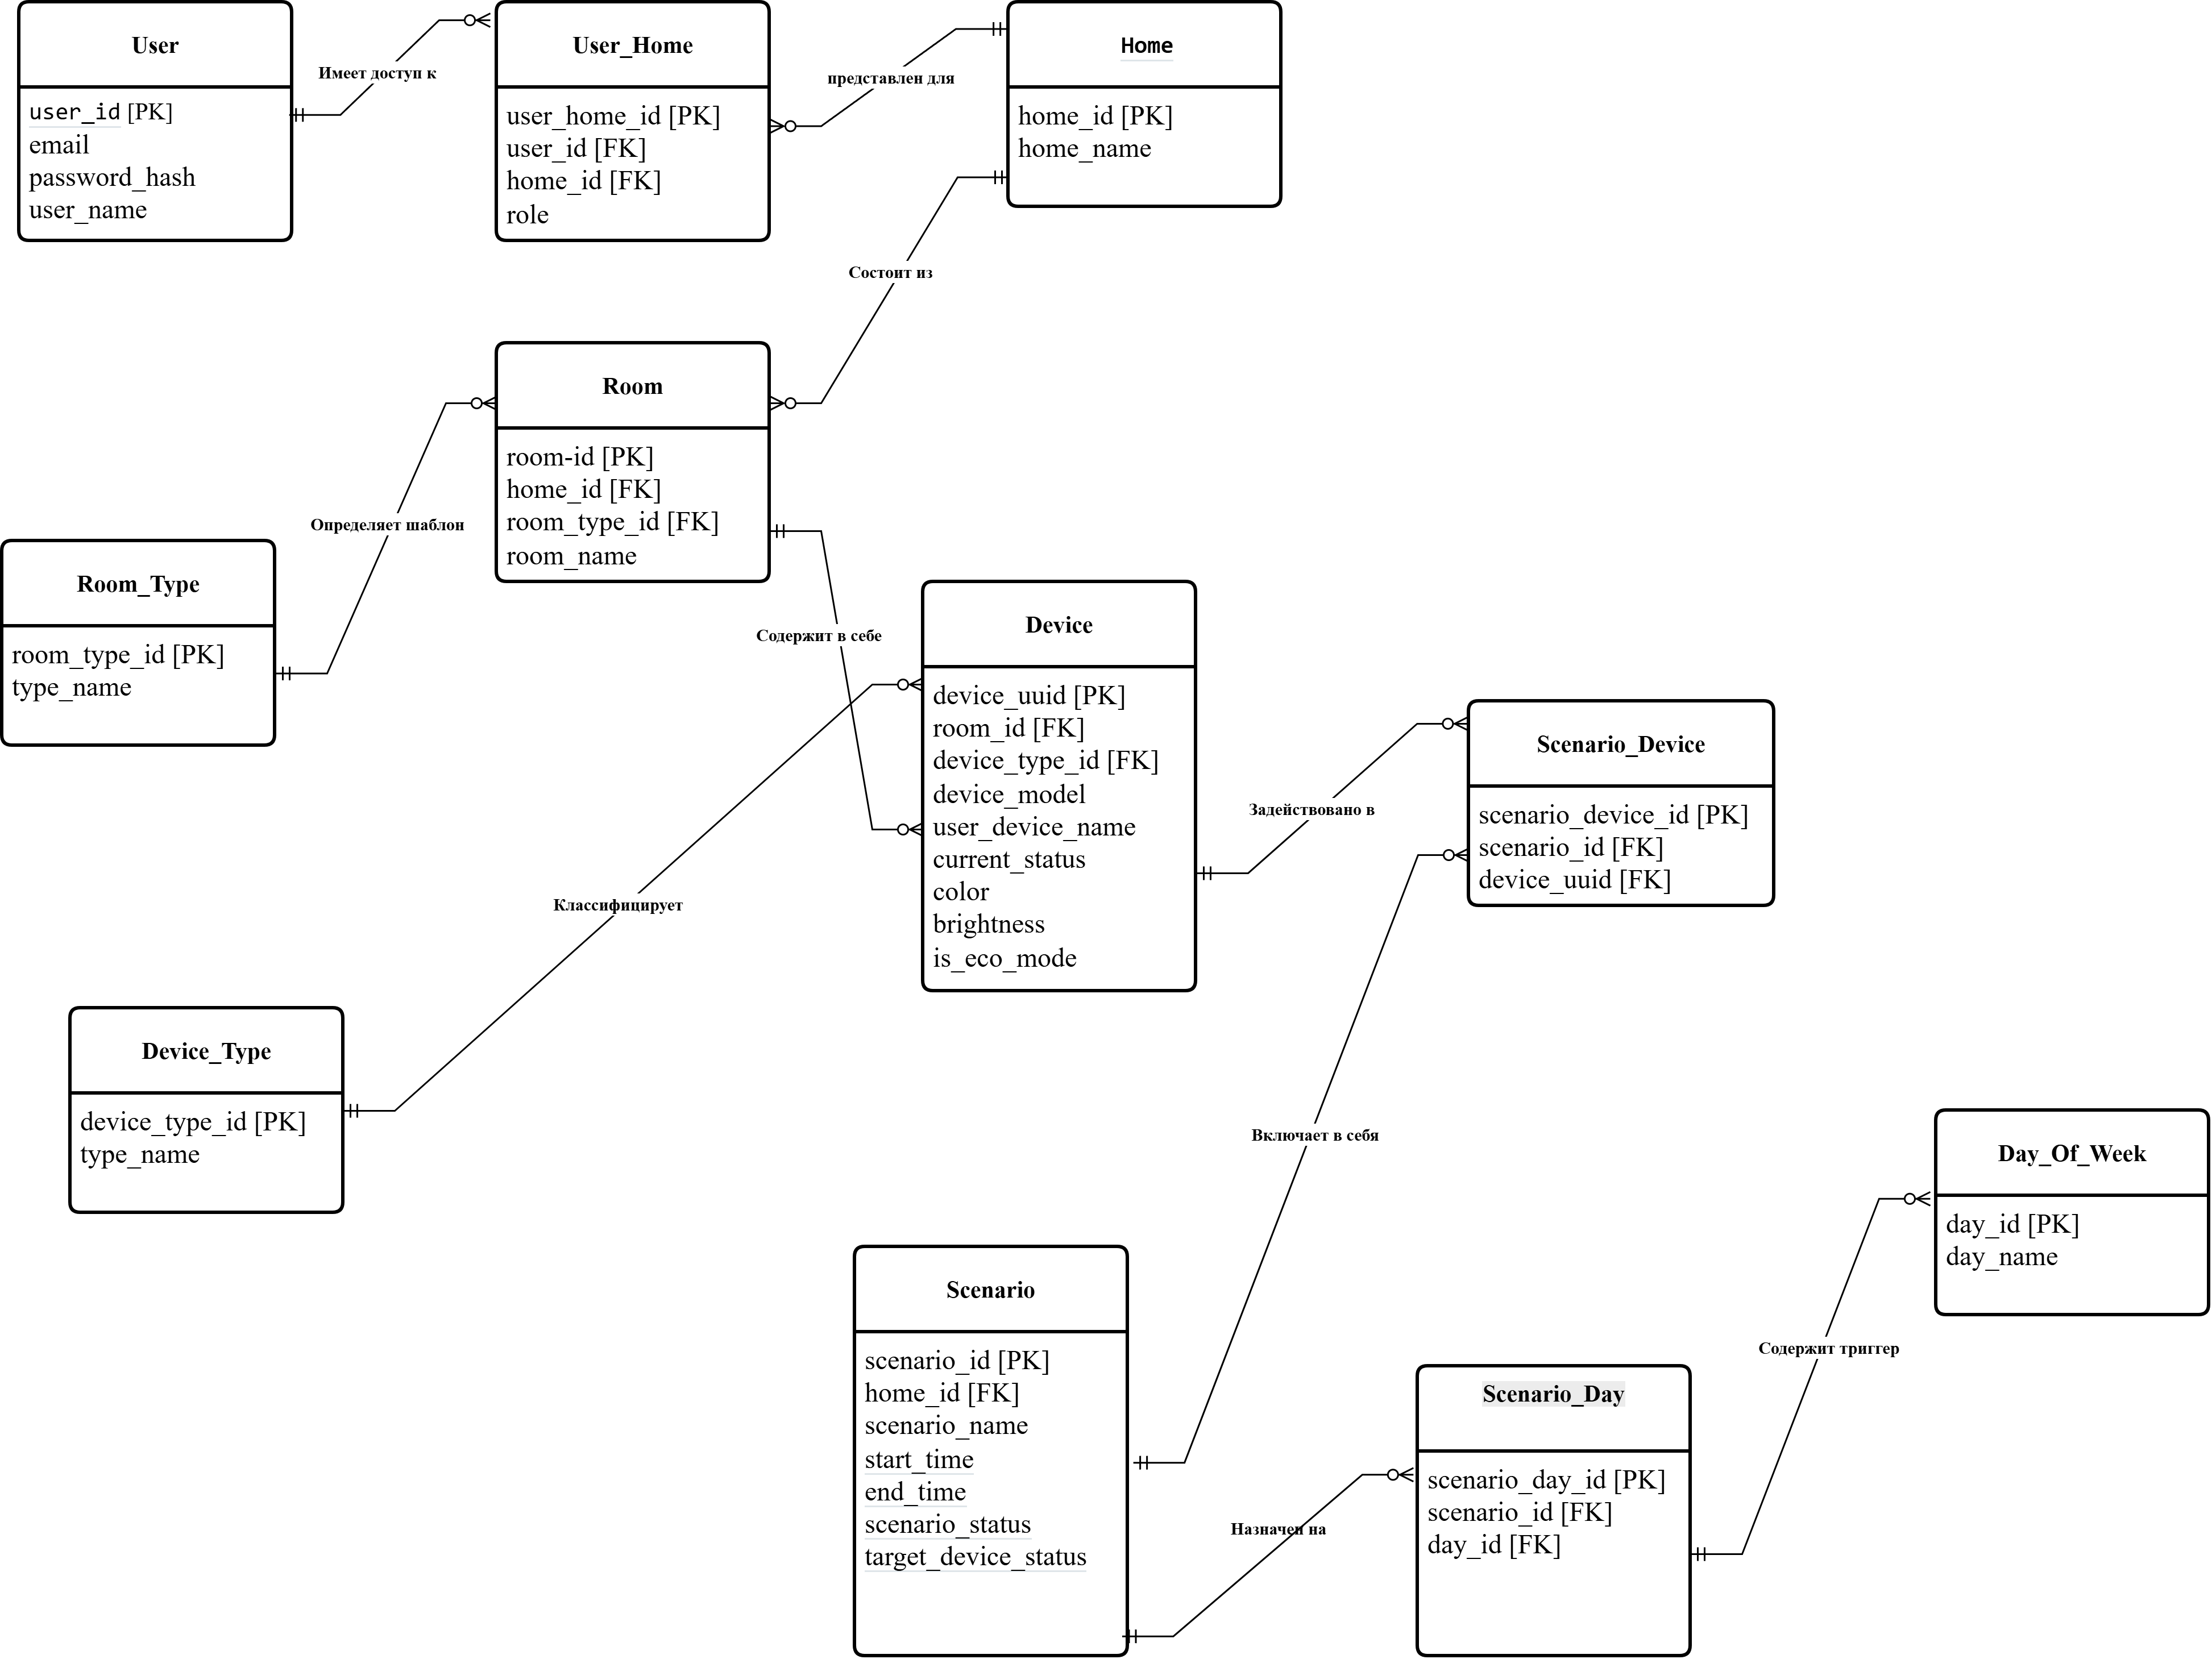 User
user_id [PK]
email
password_hash
user_name
Имеет доступ к
User_Home
user_home_id [PK]
user_id [FK]
home_id [FK]
role
представлен для
Home
home_id [PK]
home_name
Состоит из
Room
room-id [PK]
home_id [FK]
room_type_id [FK]
room_name
Определяет шаблон
Room_Type
room_type_id [PK]
type_name
Содержит в себе
Device
device_uuid [PK]
room_id [FK]
device_type_id [FK]
device_model
user_device_name
current_status
color
brightness
is_eco_mode
Задействовано в
Scenario_Device
scenario_device_id [PK]
scenario_id [FK]
device_uuid [FK]
Классифицирует
Device_Type
device_type_id [PK]
type_name
Включает в себя
Scenario
scenario_id [PK]
home_id [FK]
scenario_name
start_time
end_time
scenario_status
target_device_status
Назначен на
Scenario_Day
scenario_day_id [PK]
scenario_id [FK]
day_id [FK]
Содержит триггер
Day_Of_Week
day_id [PK]
day_name